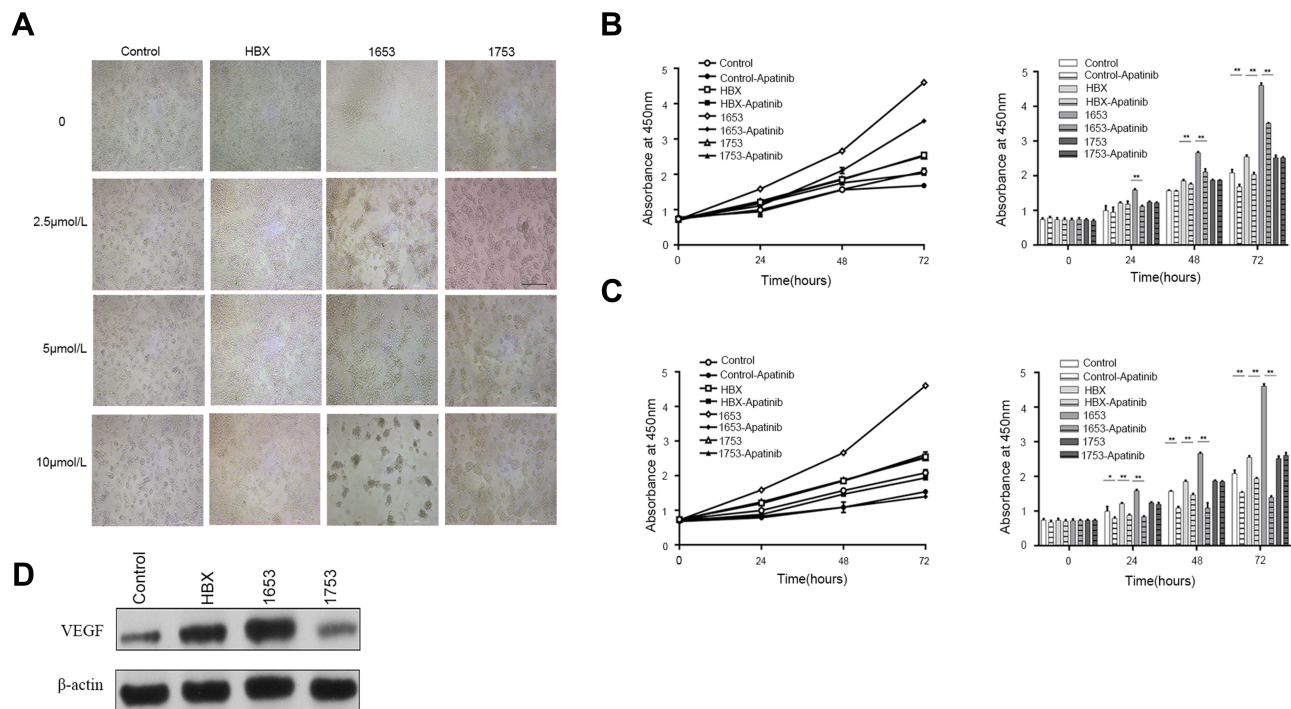 A
Control HBX 1653 1753
0
2.5μmol/L
5μmol/L
10μmol/L
B
Control
Control-Apatinib
HBX
HBX-Apatinib
1653
1653-Apatinib
1753
1753-Apatinib
Absorbance at 450nm
5
4
3
2
1
0
0 24 48 72
Time(hours)
Control
Control-Apatinib
HBX
HBX-Apatinib
1653
1653-Apatinib
1753
1753-Apatinib
** ** **
** **
**
Absorbance at 450nm
5
4
3
2
1
0
0 24 48 72
Time(hours)
C
Control
Control-Apatinib
HBX
HBX-Apatinib
1653
1653-Apatinib
1753
1753-Apatinib
Absorbance at 450nm
5
4
3
2
1
0
0 24 48 72
Time(hours)
Control
Control-Apatinib
HBX
HBX-Apatinib
1653
1653-Apatinib
1753
1753-Apatinib
** ** **
** ** **
* ** **
Absorbance at 450nm
5
4
3
2
1
0
0 24 48 72
Time(hours)
D
Control HBX 1653 1753
VEGF
β-actin